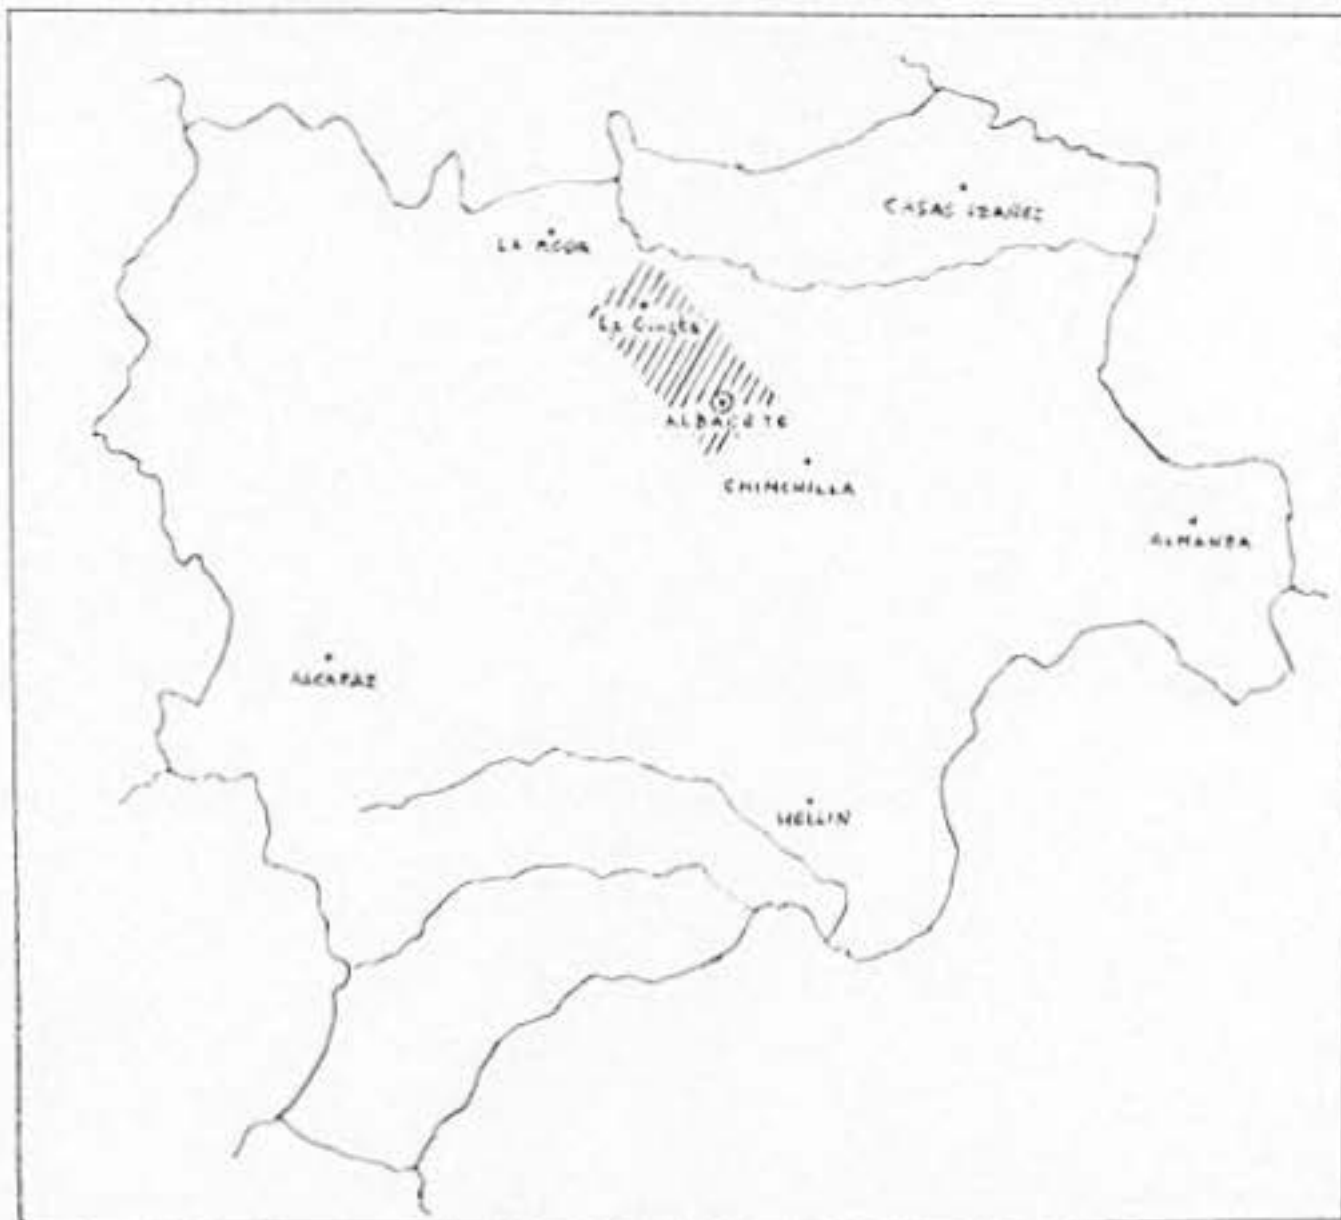 CASAS IBAÑEZ
LA RODA
La Gineta
ALBACETE
CHINCHILLA
ALMANSA
ALCARAZ
HELLIN